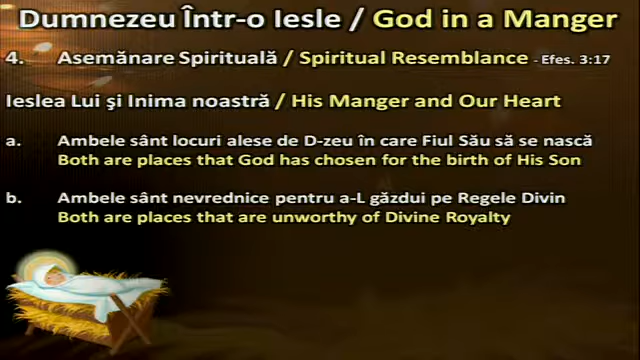 Dumnezeu Într-o Iesle / God in a Manger
4. Asemănare Spirituală / Spiritual Resemblance - Efes. 3:17
Ieslea Lui şi Inima noastră / His Manger and Our Heart
a. Ambele sânt locuri alese de D-zeu în care Fiul Său să se nască
Both are places that God has chosen for the birth of His Son
b. Ambele sânt nevrednice pentru a-L găzdui pe Regele Divin
Both are places that are unworthy of Divine Royalty